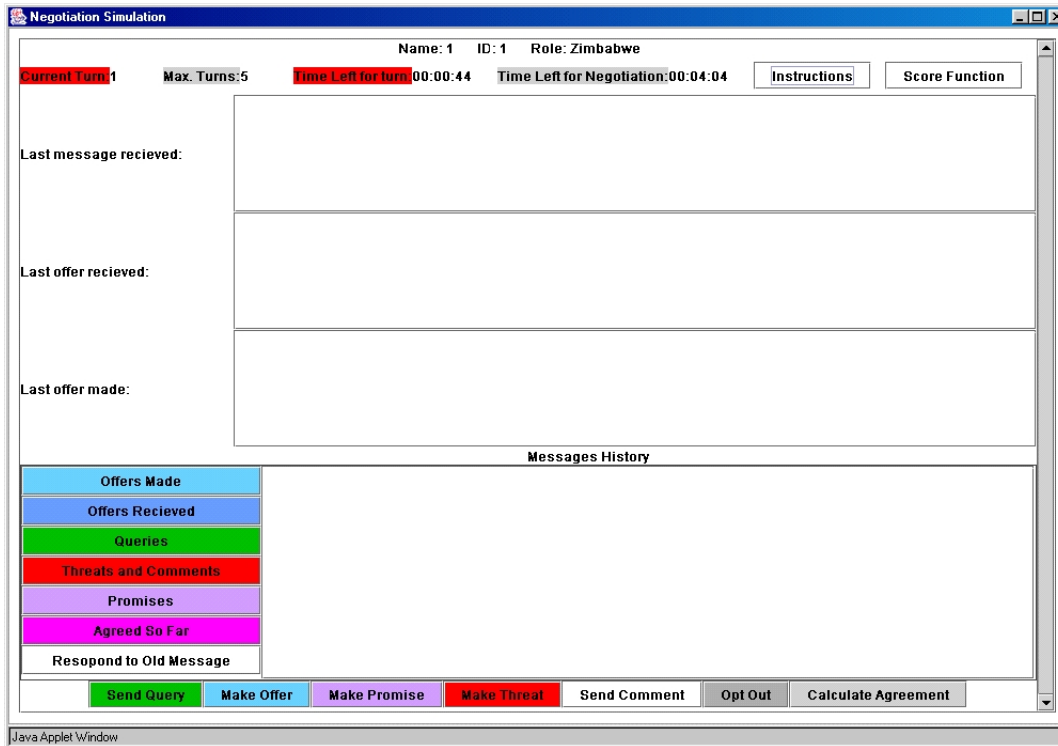 Negotiation Simulation
Name: 1 ID: 1 Role: Zimbabwe
Current Turn:1 Max. Turns:5 Time Left for turn:00:00:44 Time Left for Negotiation:00:04:04 Instructions Score Function
Last message recieved:
Last offer recieved:
Last offer made:
Messages History
Offers Made
Offers Recieved
Queries
Threats and Comments
Promises
Agreed So Far
Resopond to Old Message
Send Query Make Offer Make Promise Make Threat Send Comment Opt Out Calculate Agreement
Java Applet Window